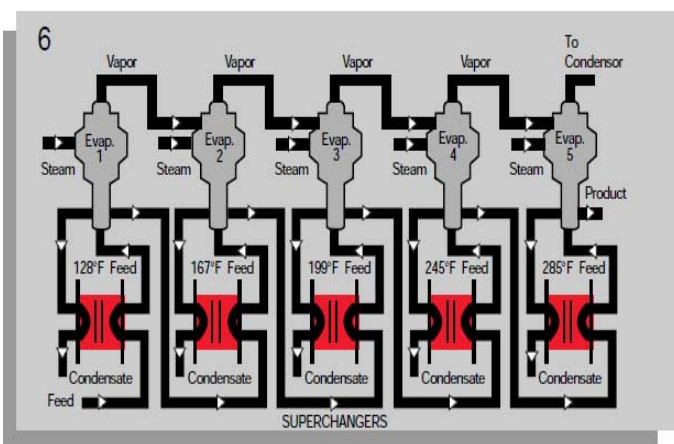 6
Vapor
Vapor
Vapor
Vapor
To
Condensor
Evap.
1
Evap.
2
Evap.
3
Evap.
4
Evap.
5
Steam
Steam
Steam
Steam
Steam
Product
128°F Feed
167°F Feed
199°F Feed
245°F Feed
285°F Feed
Condensate
Condensate
Condensate
Condensate
Condensate
Feed
SUPERCHANGERS